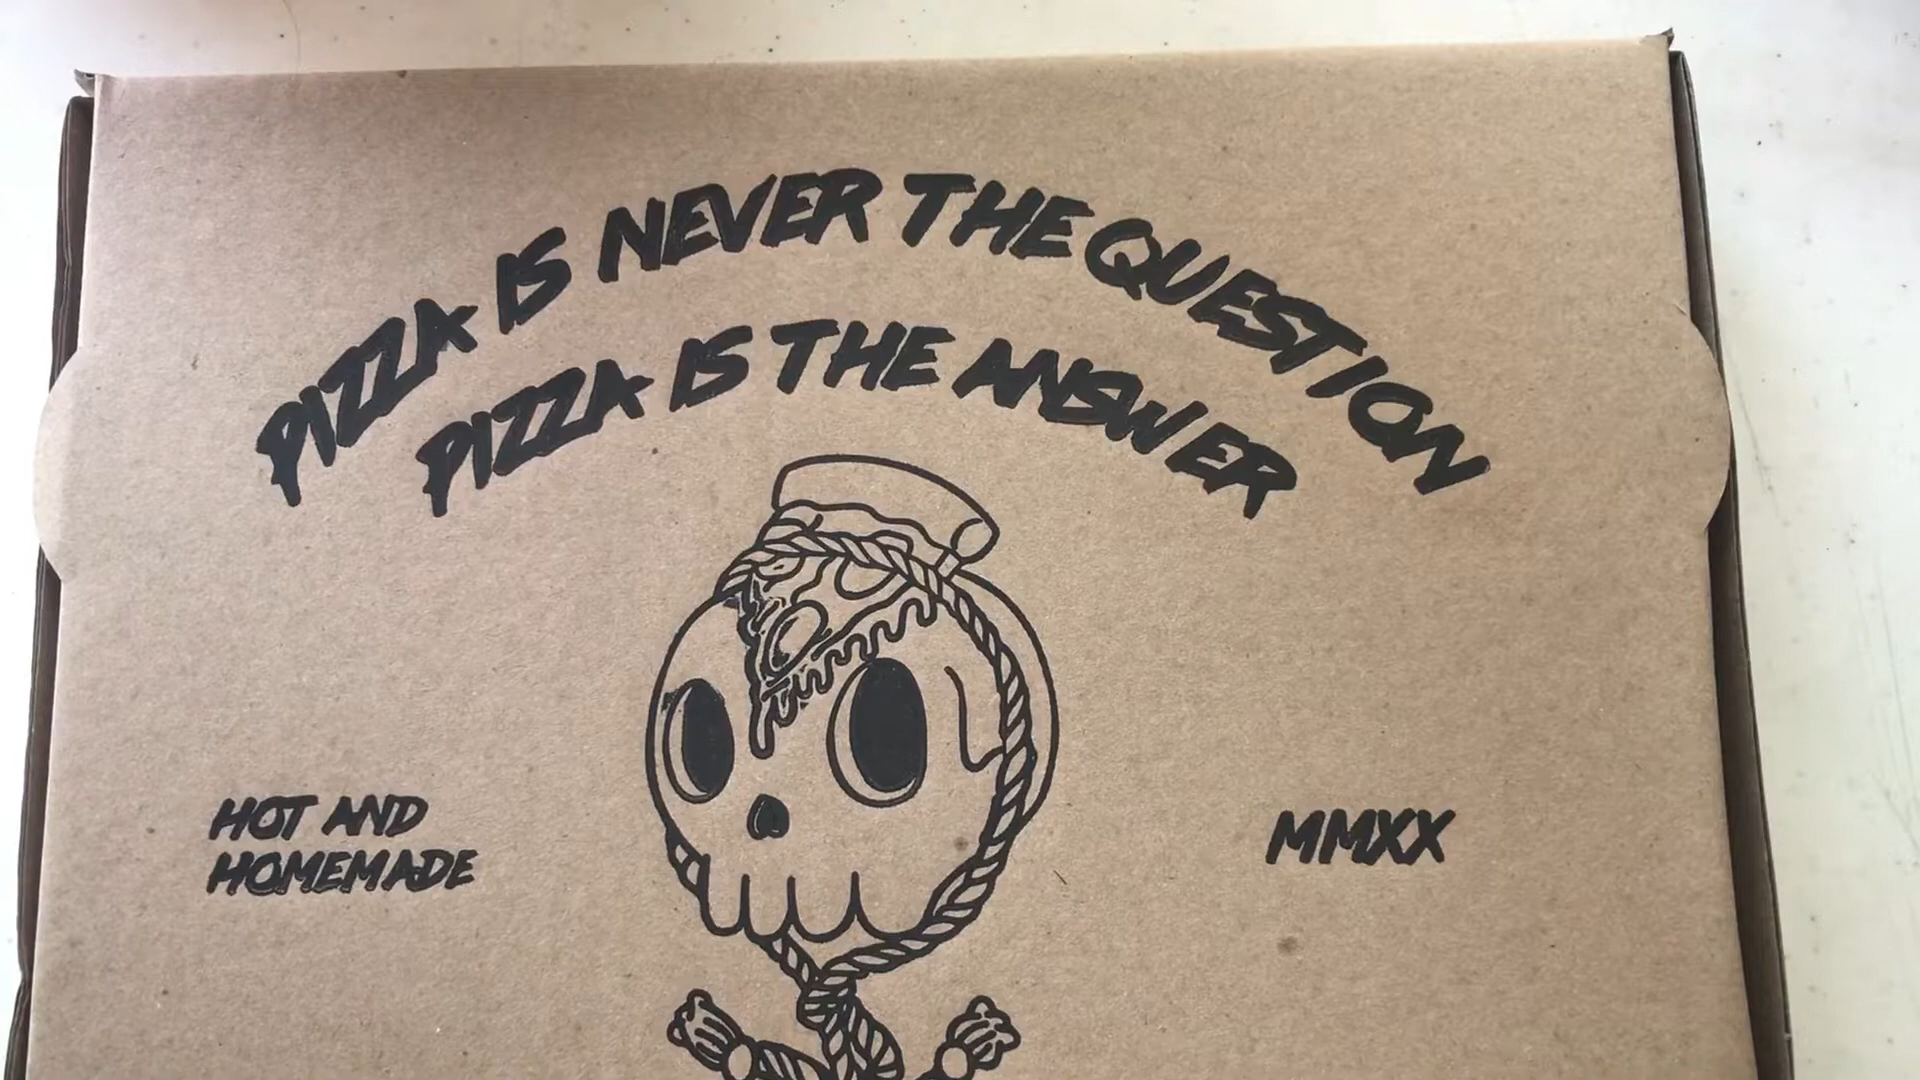 PIZZA IS NEVER THE QUESTION
PIZZA IS THE ANSWER
HOT AND
HOMEMADE
MMXX